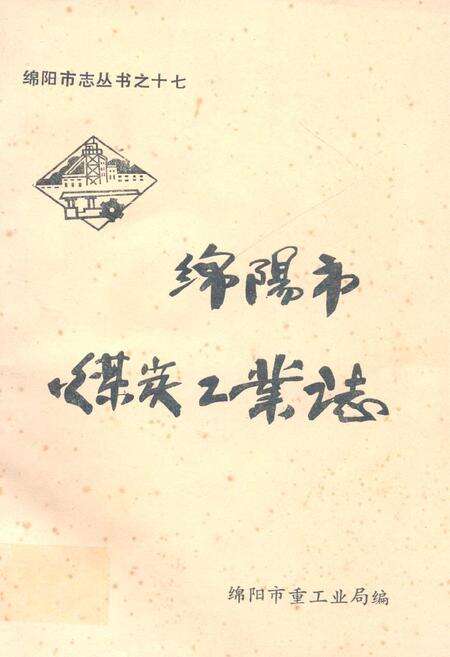 绵阳市志丛书之十七
绵陽市
煤炭工業誌
绵阳市重工业局编